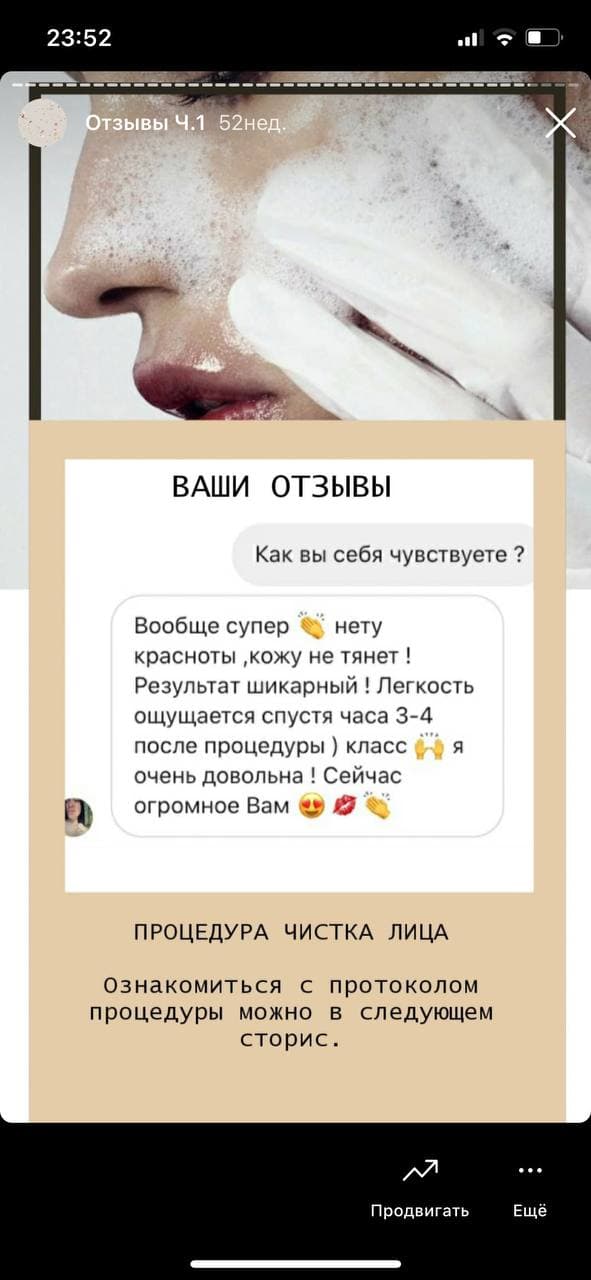 23:52
Отзывы Ч.1 52нед.
ВАШИ ОТЗЫВЫ
Как вы себя чувствуете ?
Вообще супер 👏 нету
красноты ,кожу не тянет !
Результат шикарный ! Легкость
ощущается спустя часа 3-4
после процедуры ) класс 🙌 я
очень довольна ! Сейчас
огромное Вам 😍 💋 👏
ПРОЦЕДУРА ЧИСТКА ЛИЦА
Ознакомиться с протоколом
процедуры можно в следующем
сторис.
Продвигать Ещё